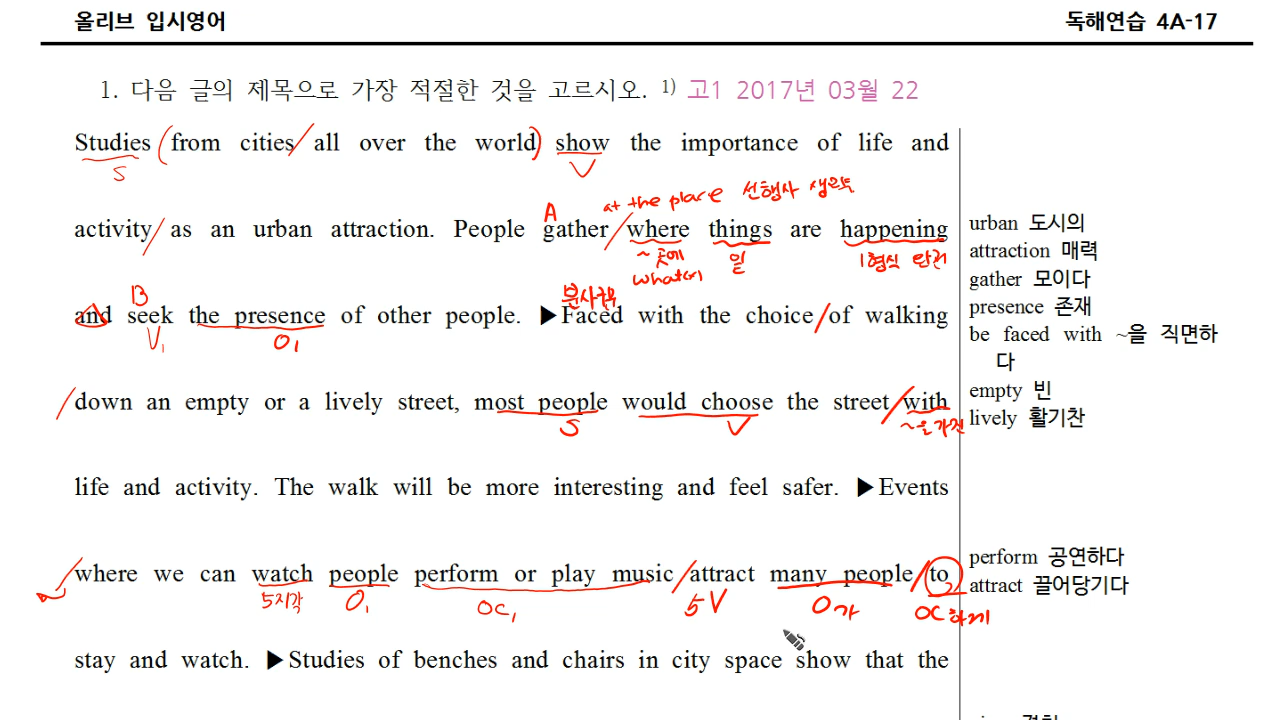 올리브 입시영어 독해연습 4A-17
1. 다음 글의 제목으로 가장 적절한 것을 고르시오. 1) 고1 2017년 03월 22
Studies (from cities / all over the world) show the importance of life and
S V
at the place 선행사 생략
activity / as an urban attraction. People gather / where things are happening
A
~곳에 일 1형식 완전
what(x)
B 분사구문
and seek the presence of other people. ▶Faced with the choice / of walking
V1 O1
/ down an empty or a lively street, most people would choose the street / with
S V ~을 가진
life and activity. The walk will be more interesting and feel safer. ▶Events
/ where we can watch people perform or play music / attract many people / to
5지각 O1 OC1 5V O가 OC하게
stay and watch. ▶Studies of benches and chairs in city space show that the
urban 도시의
attraction 매력
gather 모이다
presence 존재
be faced with ~을 직면하
다
empty 빈
lively 활기찬
perform 공연하다
attract 끌어당기다